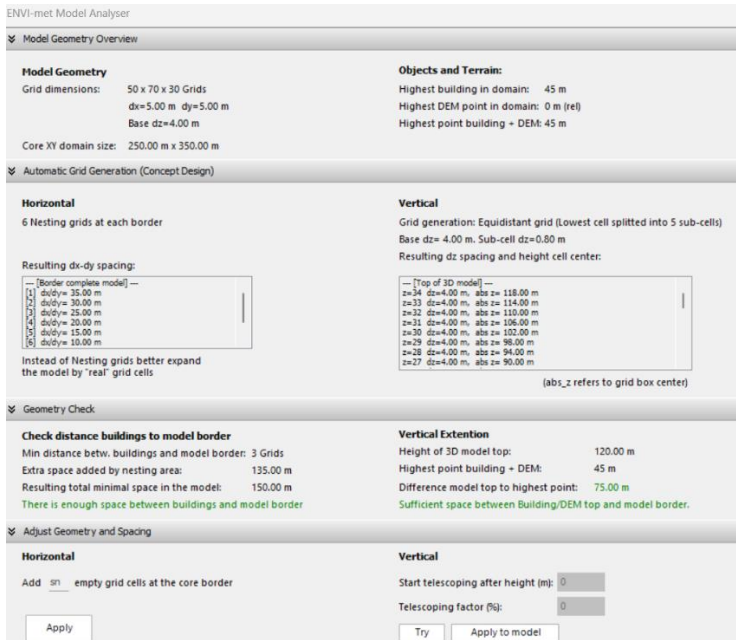 ENVI-met Model Analyser
Model Geometry Overview
Model Geometry
Grid dimensions: 50 x 70 x 30 Grids
dx=5.00 m dy=5.00 m
Base dz=4.00 m
Core XY domain size: 250.00 m x 350.00 m
Objects and Terrain:
Highest building in domain: 45 m
Highest DEM point in domain: 0 m (rel)
Highest point building + DEM: 45 m
Automatic Grid Generation (Concept Design)
Horizontal
6 Nesting grids at each border
Resulting dx-dy spacing:
--- [Border complete model] ---
[1] dx/dy= 35.00 m
[2] dx/dy= 30.00 m
[3] dx/dy= 25.00 m
[4] dx/dy= 20.00 m
[5] dx/dy= 15.00 m
[6] dx/dy= 10.00 m
Instead of Nesting grids better expand
the model by "real" grid cells
Vertical
Grid generation: Equidistant grid (Lowest cell splitted into 5 sub-cells)
Base dz= 4.00 m. Sub-cell dz=0.80 m
Resulting dz spacing and height cell center:
--- [Top of 3D model] ---
z=34 dz=4.00 m, abs z= 118.00 m
z=33 dz=4.00 m, abs z= 114.00 m
z=32 dz=4.00 m, abs z= 110.00 m
z=31 dz=4.00 m, abs z= 106.00 m
z=30 dz=4.00 m, abs z= 102.00 m
z=29 dz=4.00 m, abs z= 98.00 m
z=28 dz=4.00 m, abs z= 94.00 m
z=27 dz=4.00 m, abs z= 90.00 m
(abs_z refers to grid box center)
Geometry Check
Check distance buildings to model border
Min distance betw. buildings and model border: 3 Grids
Extra space added by nesting area: 135.00 m
Resulting total minimal space in the model: 150.00 m
There is enough space between buildings and model border
Vertical Extention
Height of 3D model top: 120.00 m
Highest point building + DEM: 45 m
Difference model top to highest point: 75.00 m
Sufficient space between Building/DEM top and model border.
Adjust Geometry and Spacing
Horizontal
Add sn empty grid cells at the core border
Apply
Vertical
Start telescoping after height (m): 0
Telescoping factor (%): 0
Try Apply to model